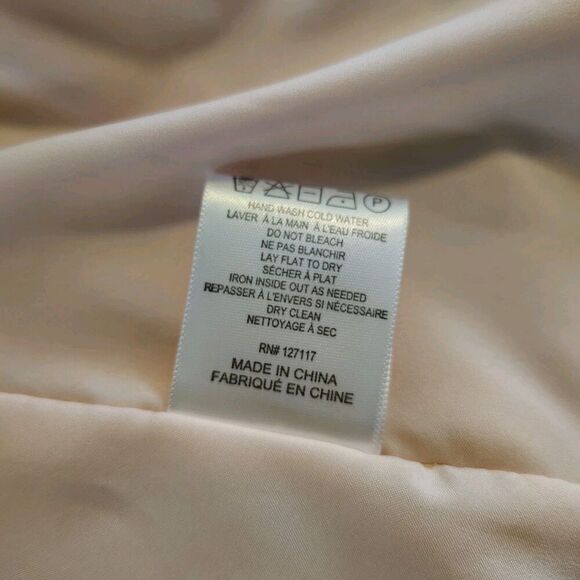 P
HAND WASH COLD WATER
LAVER À LA MAIN À L'EAU FROIDE
DO NOT BLEACH
NE PAS BLANCHIR
LAY FLAT TO DRY
SÉCHER À PLAT
IRON INSIDE OUT AS NEEDED
REPASSER À L'ENVERS SI NÉCESSAIRE
DRY CLEAN
NETTOYAGE À SEC
RN# 127117
MADE IN CHINA
FABRIQUÉ EN CHINE